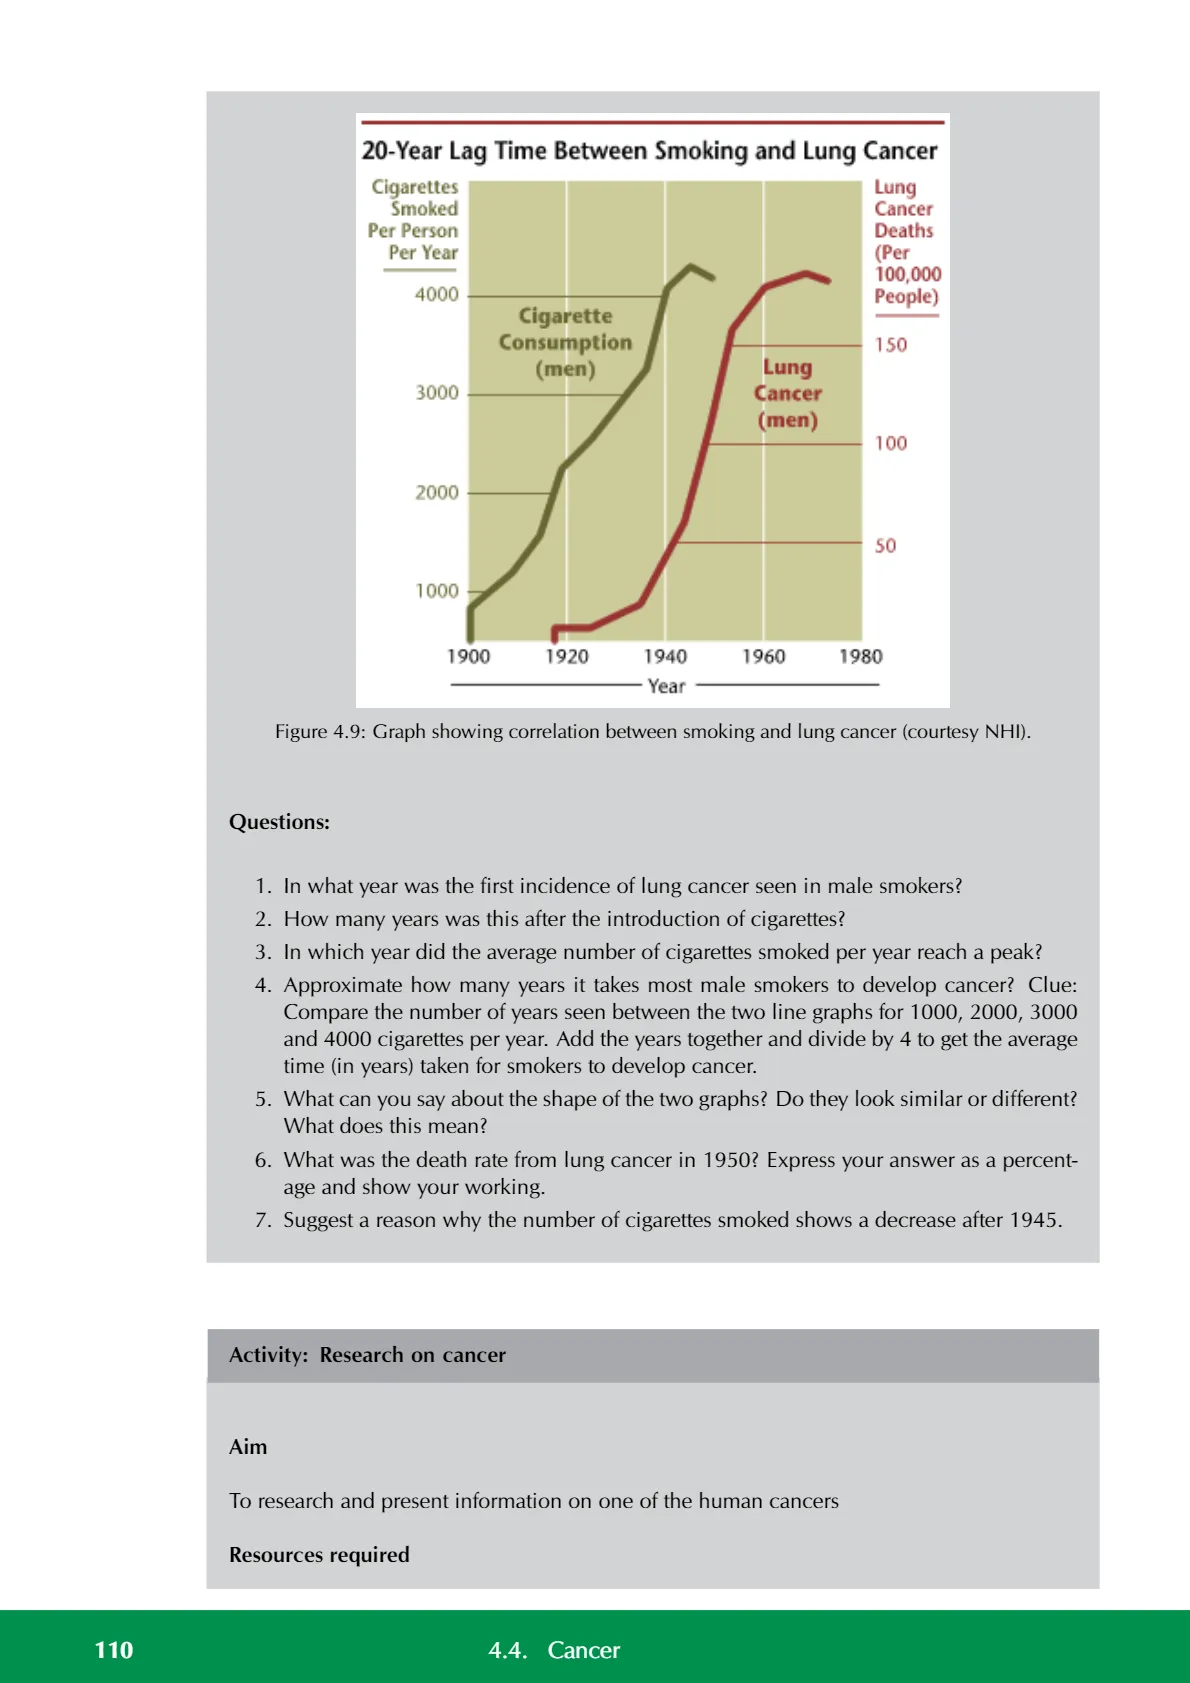 20-Year Lag Time Between Smoking and Lung Cancer
Cigarettes
Smoked
Per Person
Per Year
Lung
Cancer
Deaths
(Per
100,000
People)
4000
3000
2000
1000
Cigarette
Consumption
(men)
Lung
Cancer
(men)
150
100
50
1900 1920 1940 1960 1980
Year
Figure 4.9: Graph showing correlation between smoking and lung cancer (courtesy NHI).
Questions:
1. In what year was the first incidence of lung cancer seen in male smokers?
2. How many years was this after the introduction of cigarettes?
3. In which year did the average number of cigarettes smoked per year reach a peak?
4. Approximate how many years it takes most male smokers to develop cancer? Clue:
Compare the number of years seen between the two line graphs for 1000, 2000, 3000
and 4000 cigarettes per year. Add the years together and divide by 4 to get the average
time (in years) taken for smokers to develop cancer.
5. What can you say about the shape of the two graphs? Do they look similar or different?
What does this mean?
6. What was the death rate from lung cancer in 1950? Express your answer as a percent-
age and show your working.
7. Suggest a reason why the number of cigarettes smoked shows a decrease after 1945.
Activity: Research on cancer
Aim
To research and present information on one of the human cancers
Resources required
110 4.4. Cancer